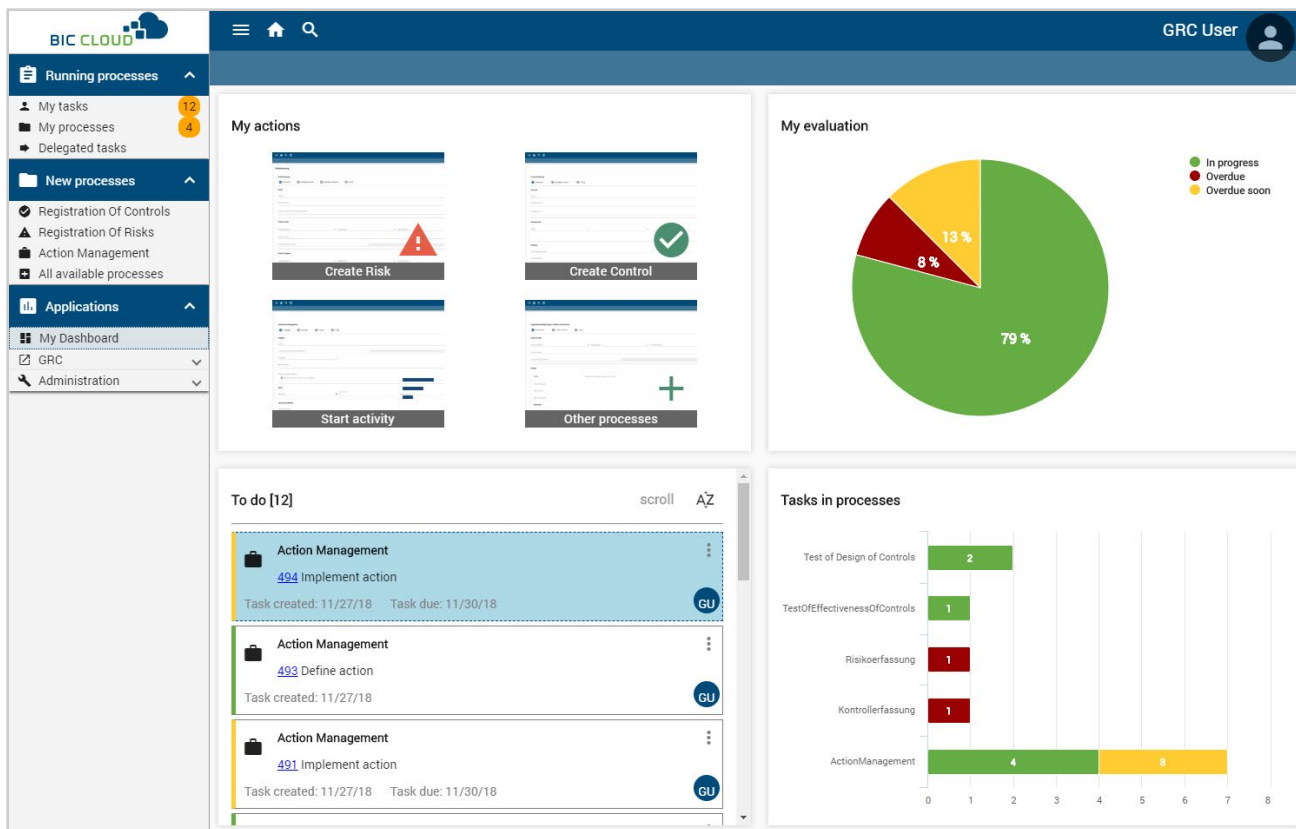 BIC CLOUD
GRC User
Running processes
My tasks 12
My processes 4
Delegated tasks
New processes
Registration Of Controls
Registration Of Risks
Action Management
All available processes
Applications
My Dashboard
GRC
Administration
My actions
Create Risk
Create Control
Start activity
Other processes
My evaluation
In progress
Overdue
Overdue soon
13 %
8 %
79 %
To do [12]
scroll
AZ
Action Management
494 Implement action
Task created: 11/27/18 Task due: 11/30/18
GU
Action Management
493 Define action
Task created: 11/27/18
GU
Action Management
491 Implement action
Task created: 11/27/18 Task due: 11/30/18
GU
Tasks in processes
Test of Design of Controls
2
TestOfEffectivenessOfControls
1
Risikoerfassung
1
Kontrollerfassung
1
ActionManagement
4
0 1 2 3 4 5 6 7 8